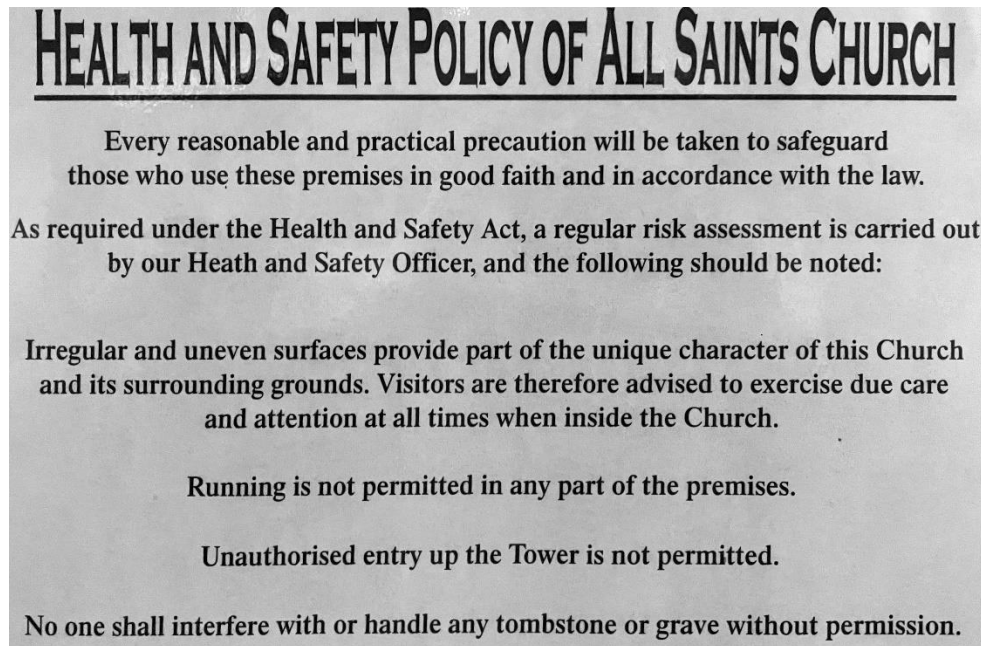 HEALTH AND SAFETY POLICY OF ALL SAINTS CHURCH
Every reasonable and practical precaution will be taken to safeguard
those who use these premises in good faith and in accordance with the law.
As required under the Health and Safety Act, a regular risk assessment is carried out
by our Heath and Safety Officer, and the following should be noted:
Irregular and uneven surfaces provide part of the unique character of this Church
and its surrounding grounds. Visitors are therefore advised to exercise due care
and attention at all times when inside the Church.
Running is not permitted in any part of the premises.
Unauthorised entry up the Tower is not permitted.
No one shall interfere with or handle any tombstone or grave without permission.